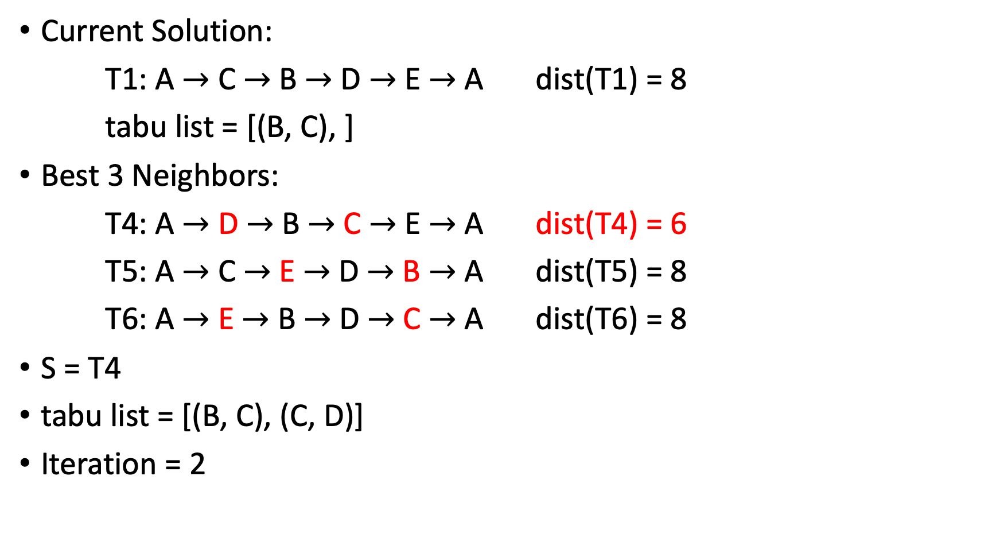 • Current Solution:
T1: A → C → B → D → E → A dist(T1) = 8
tabu list = [(B, C), ]
• Best 3 Neighbors:
T4: A → D → B → C → E → A dist(T4) = 6
T5: A → C → E → D → B → A dist(T5) = 8
T6: A → E → B → D → C → A dist(T6) = 8
• S = T4
• tabu list = [(B, C), (C, D)]
• Iteration = 2